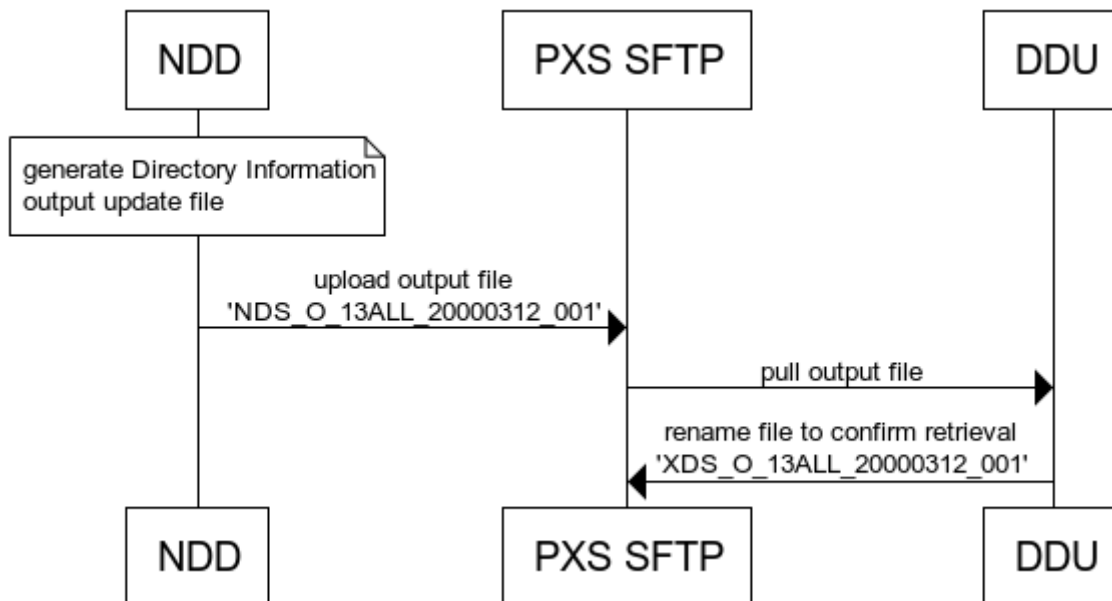 NDD
PXS SFTP
DDU
generate Directory Information
output update file
upload output file
'NDS_O_13ALL_20000312_001'
pull output file
rename file to confirm retrieval
'XDS_O_13ALL_20000312_001'
NDD
PXS SFTP
DDU